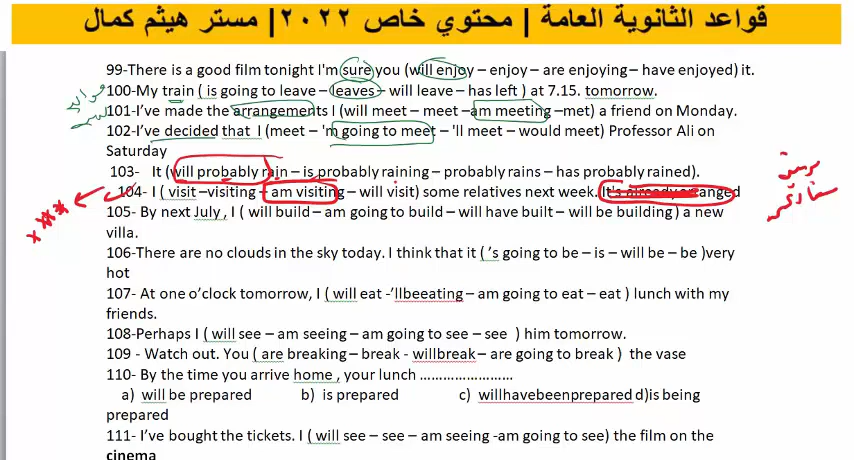 قواعد الثانوية العامة | محتوي خاص ٢٠٢٢ | مستر هيثم كمال
99-There is a good film tonight I'm sure you (will enjoy – enjoy – are enjoying – have enjoyed) it.
100-My train ( is going to leave – leaves – will leave – has left ) at 7.15. tomorrow.
101-I've made the arrangements I (will meet – meet –am meeting –met) a friend on Monday.
102-I've decided that I (meet – 'm going to meet – 'll meet – would meet) Professor Ali on
Saturday
103- It (will probably rain – is probably raining – probably rains – has probably rained).
104- I ( visit –visiting - am visiting – will visit) some relatives next week. It's already arranged
105- By next July , I ( will build – am going to build – will have built – will be building) a new
villa.
106-There are no clouds in the sky today. I think that it ( 's going to be – is – will be – be )very
hot
107- At one o'clock tomorrow, I ( will eat -'llbeeating – am going to eat – eat ) lunch with my
friends.
108-Perhaps I ( will see – am seeing – am going to see – see ) him tomorrow.
109 - Watch out. You ( are breaking – break - willbreak – are going to break ) the vase
110- By the time you arrive home , your lunch ........................
a) will be prepared b) is prepared c) willhavebeenprepared d)is being
prepared
111- I've bought the tickets. I ( will see – see – am seeing -am going to see) the film on the
cinema